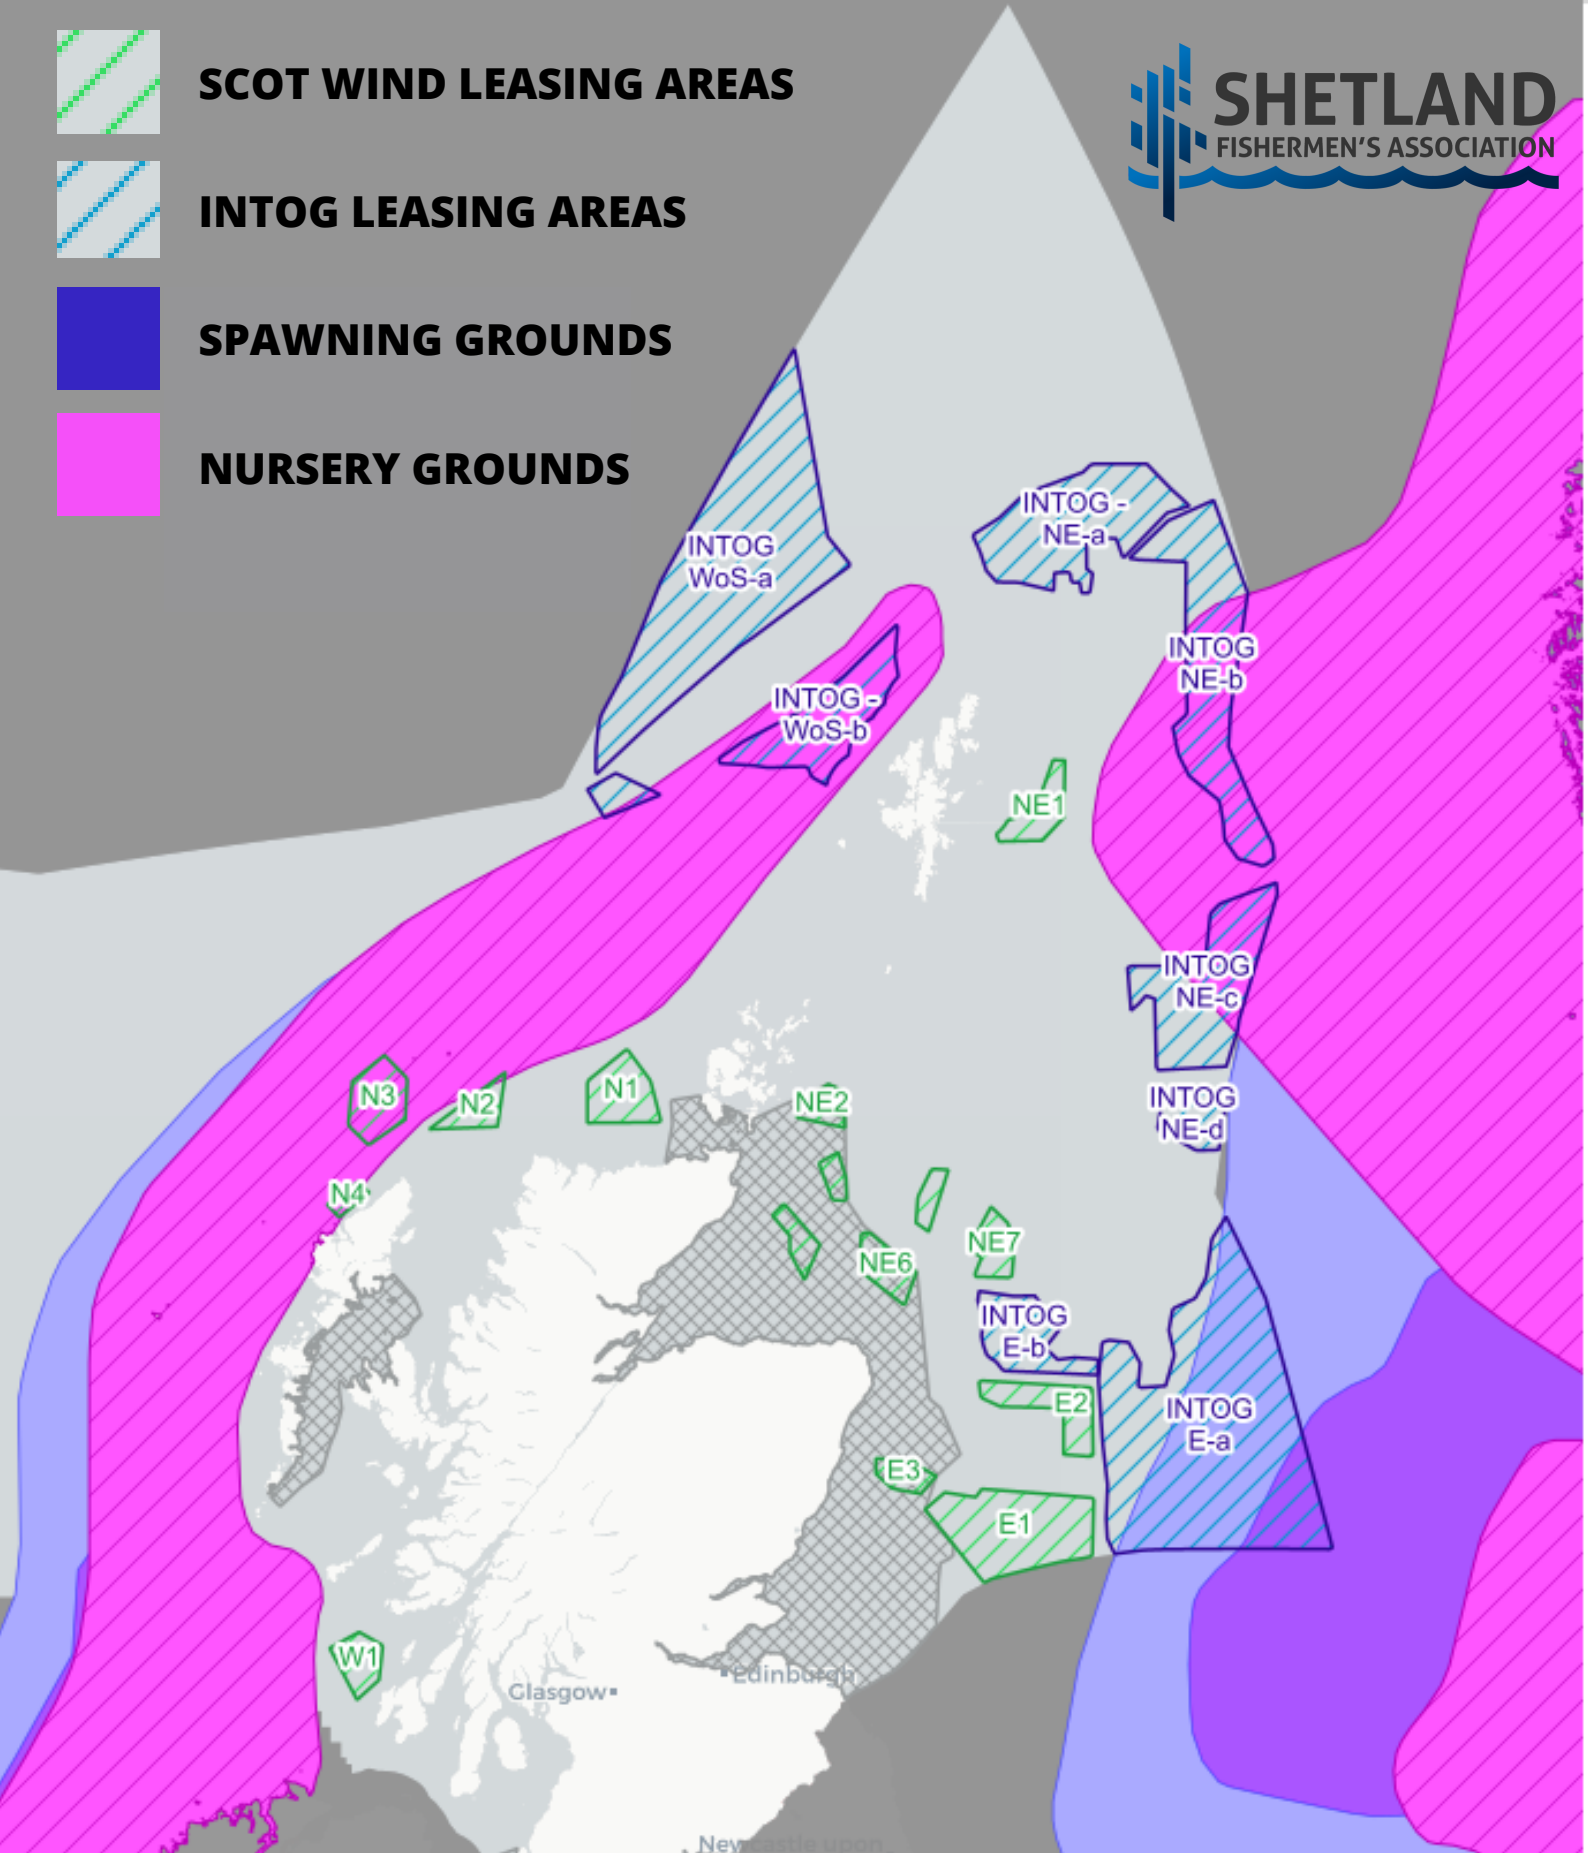 SCOT WIND LEASING AREAS
INTOG LEASING AREAS
SPAWNING GROUNDS
NURSERY GROUNDS
SHETLAND
FISHERMEN'S ASSOCIATION
INTOG -
NE-a
INTOG
WoS-a
INTOG
NE-b
INTOG -
WoS-b
NE1
INTOG
NE-c
N3
N2
N1
NE2
INTOG
NE-d
N4
NE6
NE7
INTOG
E-b
E2
INTOG
E-a
E3
E1
W1
Edinburgh
Glasgow
Newcastle upon